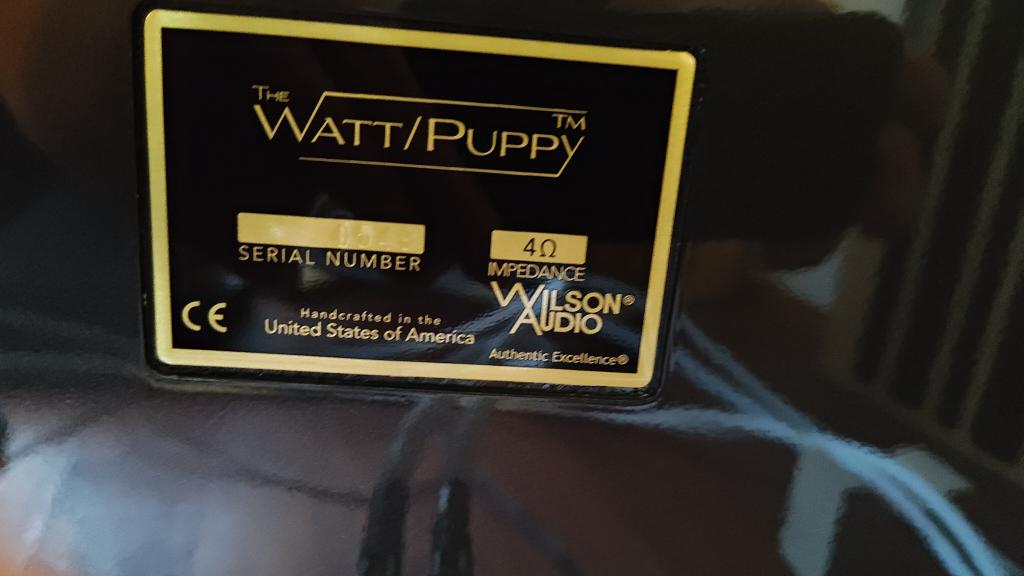 THE
WATT/PUPPY™
SERIAL NUMBER
4Ω
IMPEDANCE
WILSON®
AUDIO
Authentic Excellence®
CE
Handcrafted in the
United States of America